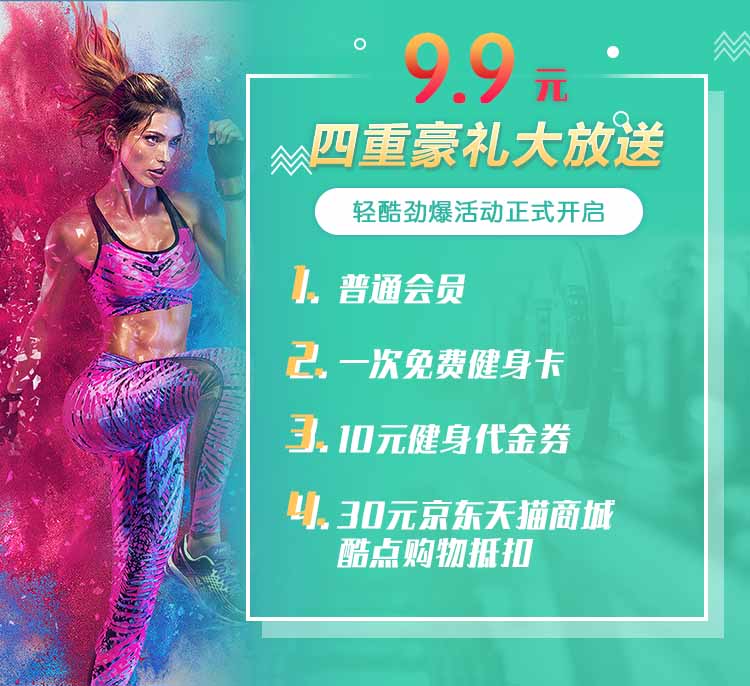 9.9元
四重豪礼大放送
轻酷劲爆活动正式开启
1. 普通会员
2. 一次免费健身卡
3. 10元健身代金券
4. 30元京东天猫商城
酷点购物抵扣